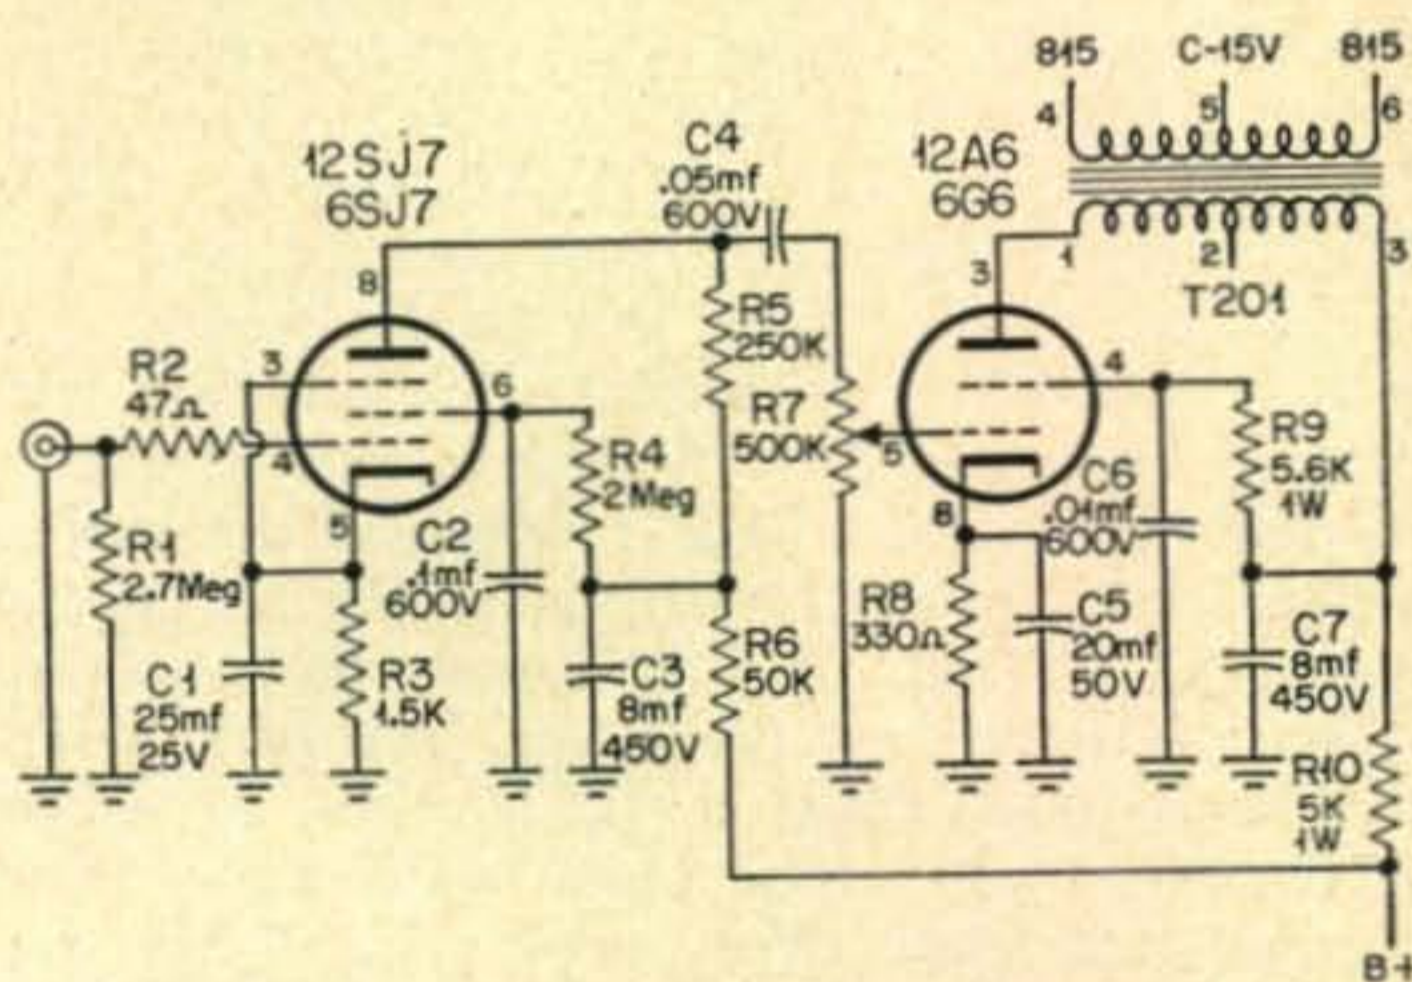 815
C-15V
815
4
5
6
12SJ7
6SJ7
C4
.05mf
600V
12A6
6G6
1
2
3
T201
8
3
R5
250K
R2
47Ω
3
6
4
R7
500K
5
4
R4
2 Meg
R9
5.6K
1W
5
R1
2.7Meg
C2
.1mf
600V
8
C6
.01mf
600V
R8
330Ω
C5
20mf
50V
C1
25mf
25V
R3
1.5K
C3
8mf
450V
R6
50K
C7
8mf
450V
R10
5K
1W
B+